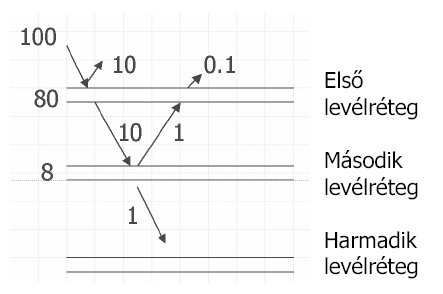 100
10
0.1
80
Első
levélréteg
10
1
8
Második
levélréteg
1
Harmadik
levélréteg